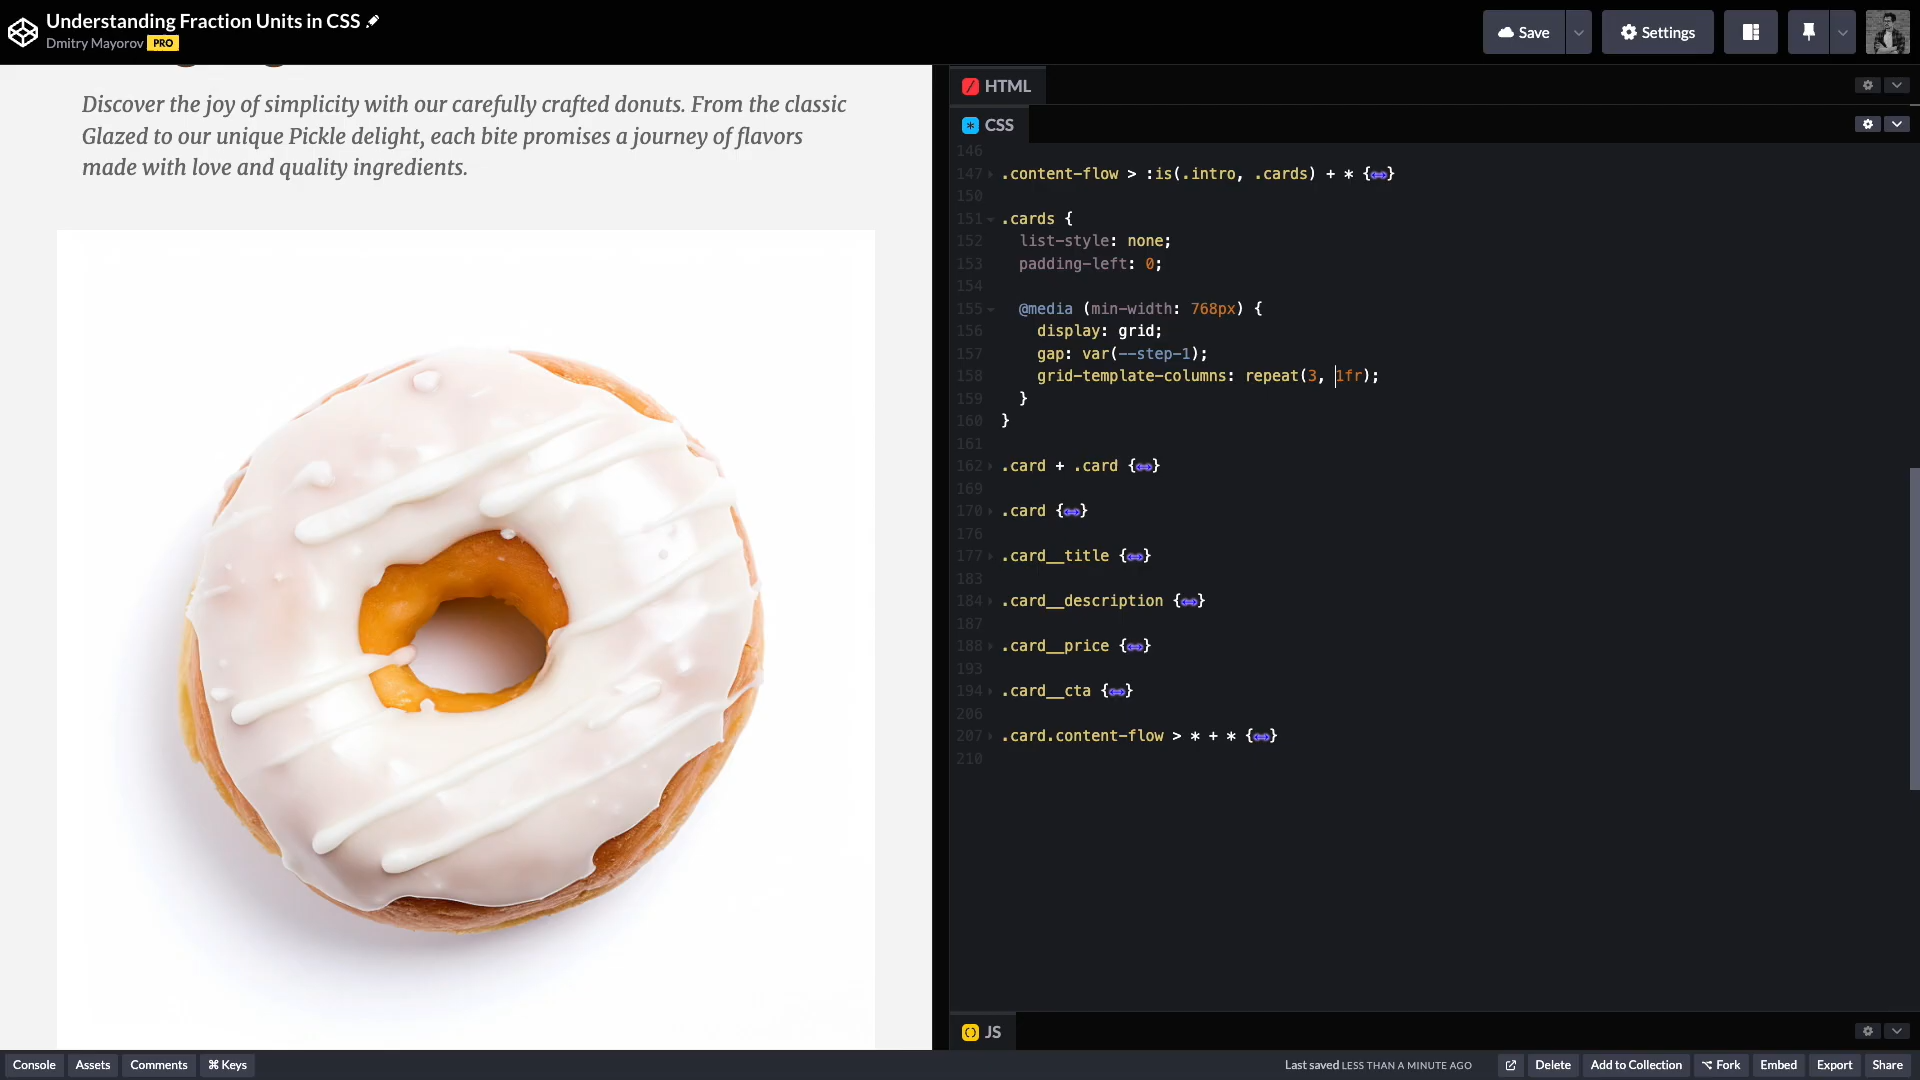 Understanding Fraction Units in CSS
Dmitry Mayorov PRO
Save
Settings
Discover the joy of simplicity with our carefully crafted donuts. From the classic
Glazed to our unique Pickle delight, each bite promises a journey of flavors
made with love and quality ingredients.
/ HTML
* CSS
146
147 .content-flow > :is(.intro, .cards) + * {}
150
151 .cards {
152 list-style: none;
153 padding-left: 0;
154
155 @media (min-width: 768px) {
156 display: grid;
157 gap: var(--step-1);
158 grid-template-columns: repeat(3, 1fr);
159 }
160 }
161
162 .card + .card {}
169
170 .card {}
176
177 .card__title {}
183
184 .card__description {}
187
188 .card__price {}
193
194 .card__cta {}
206
207 .card.content-flow > * + * {}
210
() JS
Console Assets Comments ⌘ Keys
Last saved LESS THAN A MINUTE AGO
Delete Add to Collection ⌥ Fork Embed Export Share